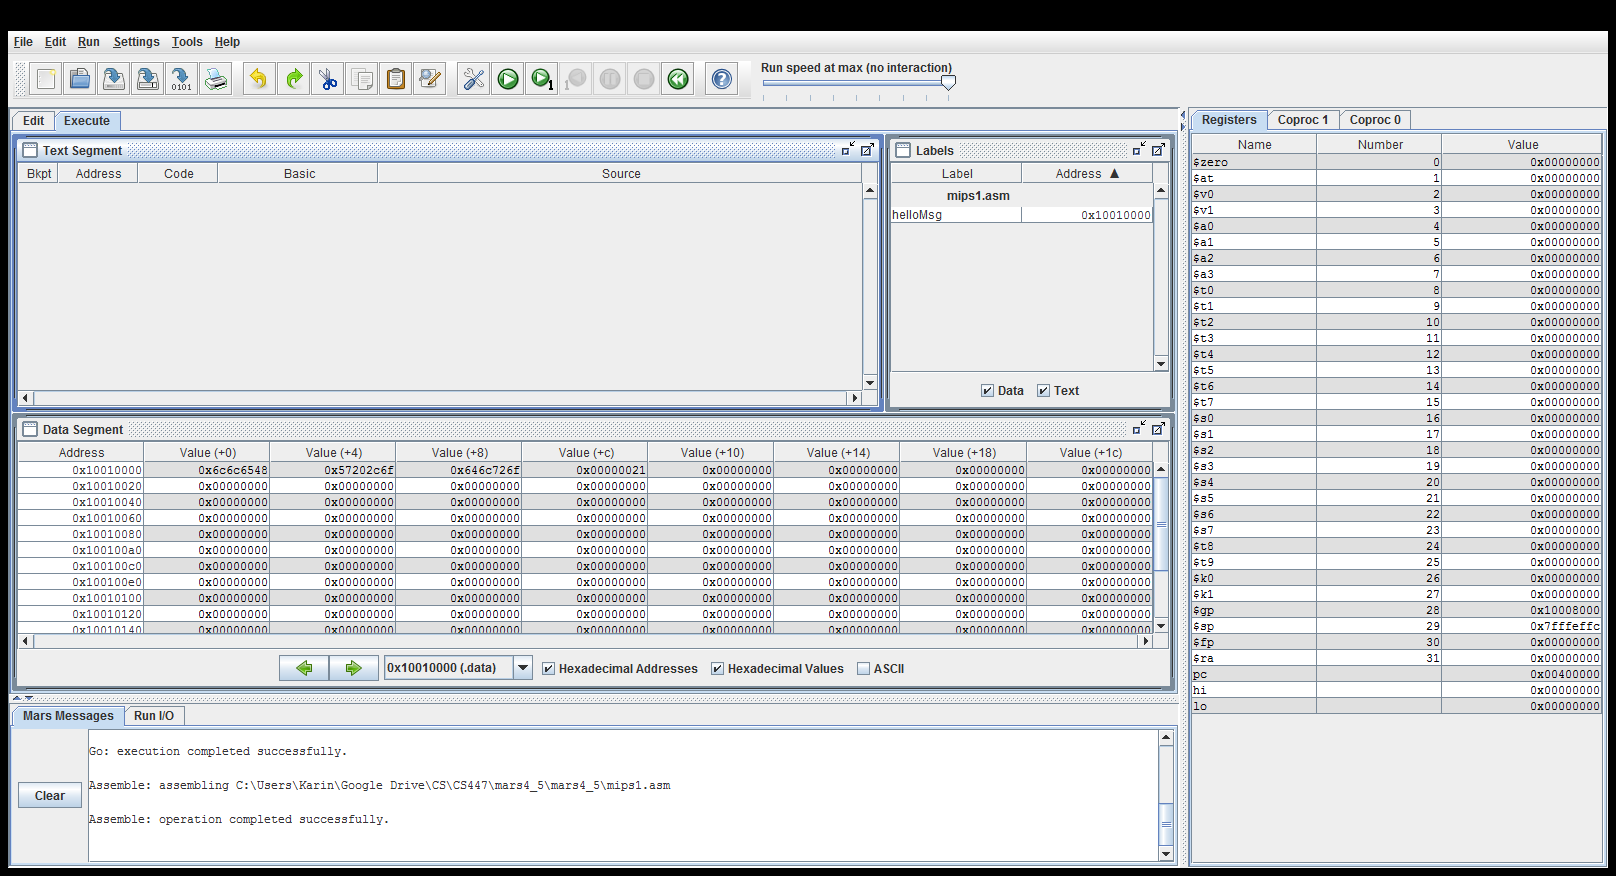 File Edit Run Settings Tools Help
Run speed at max (no interaction)
0101
1
1
?
Edit Execute
Text Segment
Bkpt Address Code Basic Source
Labels
Label Address ▲
mips1.asm
helloMsg 0x10010000
Data Text
Data Segment
Address Value (+0) Value (+4) Value (+8) Value (+c) Value (+10) Value (+14) Value (+18) Value (+1c)
0x10010000 0x6c6c6548 0x57202c6f 0x646c726f 0x00000021 0x00000000 0x00000000 0x00000000 0x00000000
0x10010020 0x00000000 0x00000000 0x00000000 0x00000000 0x00000000 0x00000000 0x00000000 0x00000000
0x10010040 0x00000000 0x00000000 0x00000000 0x00000000 0x00000000 0x00000000 0x00000000 0x00000000
0x10010060 0x00000000 0x00000000 0x00000000 0x00000000 0x00000000 0x00000000 0x00000000 0x00000000
0x10010080 0x00000000 0x00000000 0x00000000 0x00000000 0x00000000 0x00000000 0x00000000 0x00000000
0x100100a0 0x00000000 0x00000000 0x00000000 0x00000000 0x00000000 0x00000000 0x00000000 0x00000000
0x100100c0 0x00000000 0x00000000 0x00000000 0x00000000 0x00000000 0x00000000 0x00000000 0x00000000
0x100100e0 0x00000000 0x00000000 0x00000000 0x00000000 0x00000000 0x00000000 0x00000000 0x00000000
0x10010100 0x00000000 0x00000000 0x00000000 0x00000000 0x00000000 0x00000000 0x00000000 0x00000000
0x10010120 0x00000000 0x00000000 0x00000000 0x00000000 0x00000000 0x00000000 0x00000000 0x00000000
0x10010140 0x00000000 0x00000000 0x00000000 0x00000000 0x00000000 0x00000000 0x00000000 0x00000000
0x10010000 (.data) Hexadecimal Addresses Hexadecimal Values ASCII
Mars Messages Run I/O
Clear
Go: execution completed successfully.
Assemble: assembling C:\Users\Karin\Google Drive\CS\CS447\mars4_5\mars4_5\mips1.asm
Assemble: operation completed successfully.
Registers Coproc 1 Coproc 0
Name Number Value
$zero 0 0x00000000
$at 1 0x00000000
$v0 2 0x00000000
$v1 3 0x00000000
$a0 4 0x00000000
$a1 5 0x00000000
$a2 6 0x00000000
$a3 7 0x00000000
$t0 8 0x00000000
$t1 9 0x00000000
$t2 10 0x00000000
$t3 11 0x00000000
$t4 12 0x00000000
$t5 13 0x00000000
$t6 14 0x00000000
$t7 15 0x00000000
$s0 16 0x00000000
$s1 17 0x00000000
$s2 18 0x00000000
$s3 19 0x00000000
$s4 20 0x00000000
$s5 21 0x00000000
$s6 22 0x00000000
$s7 23 0x00000000
$t8 24 0x00000000
$t9 25 0x00000000
$k0 26 0x00000000
$k1 27 0x00000000
$gp 28 0x10008000
$sp 29 0x7fffeffc
$fp 30 0x00000000
$ra 31 0x00000000
pc 0x00400000
hi 0x00000000
lo 0x00000000